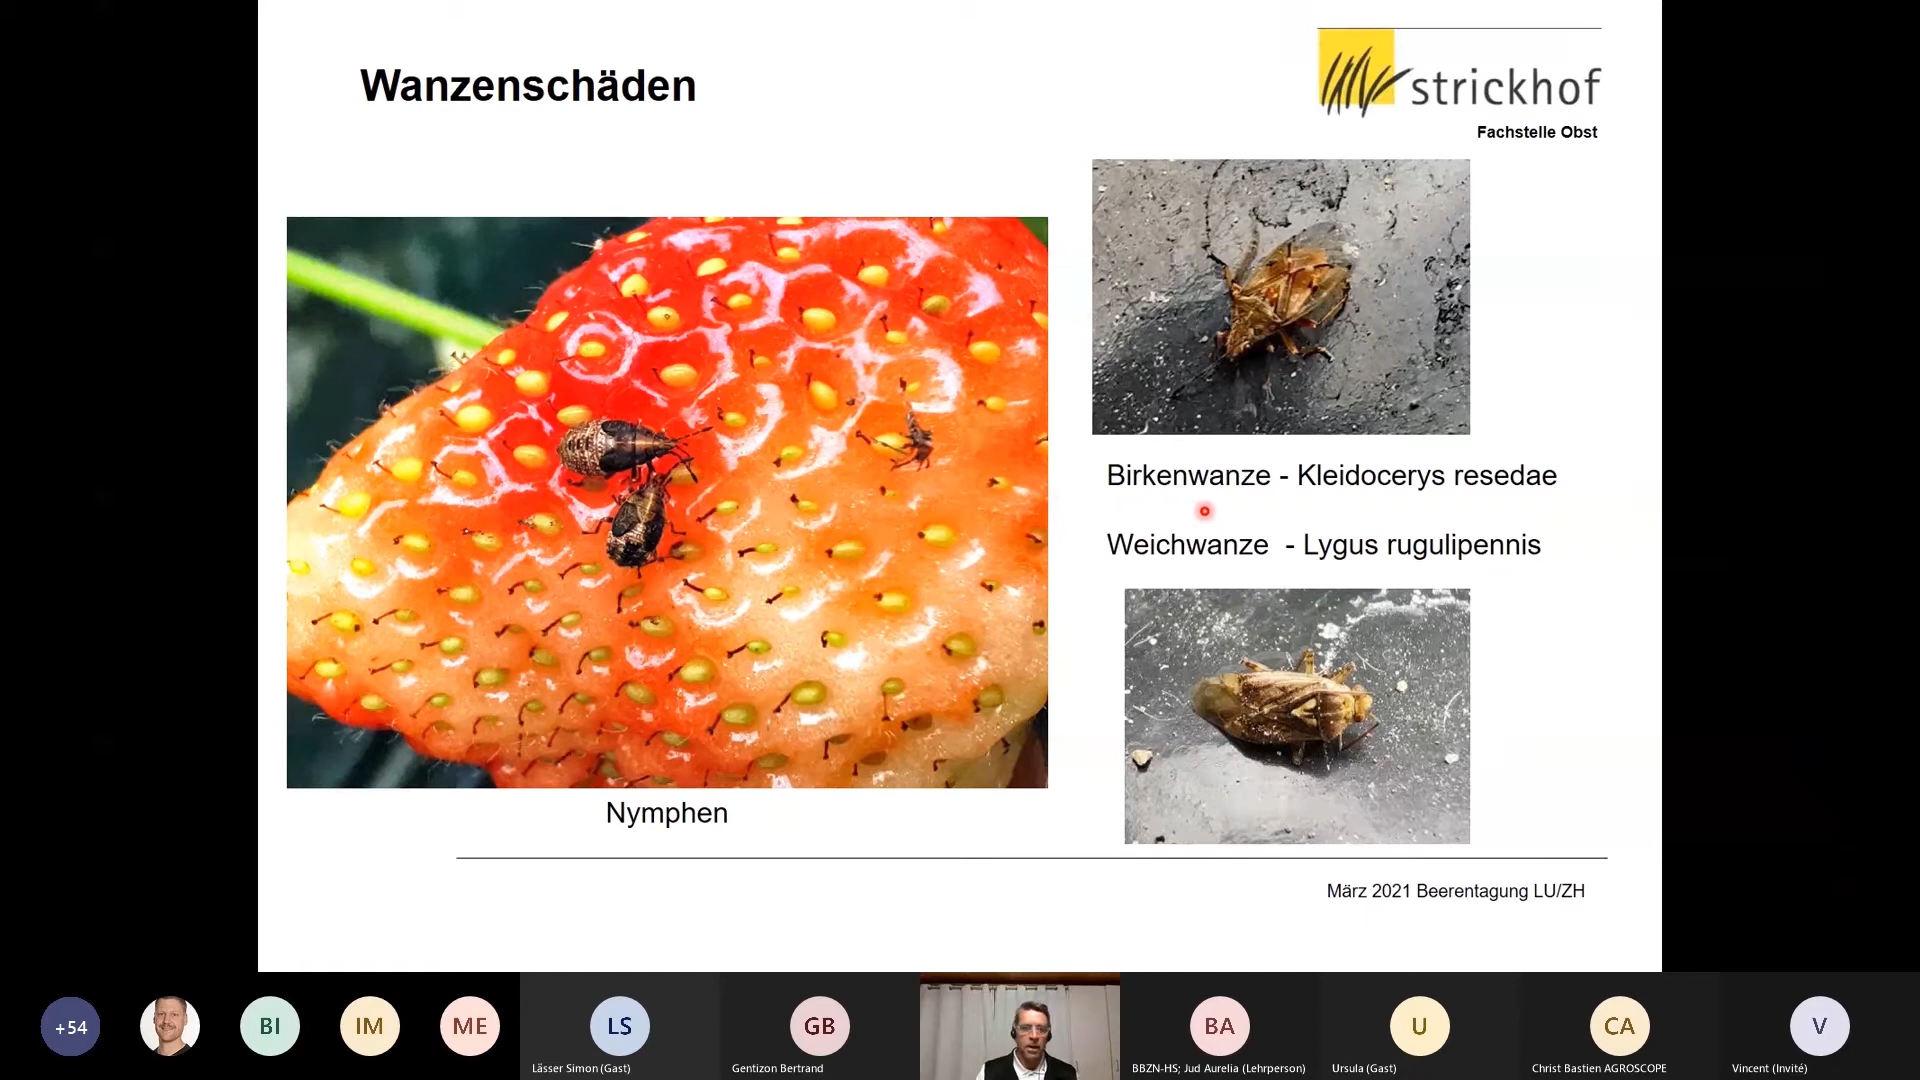 Wanzenschäden
strickhof
Fachstelle Obst
Birkenwanze - Kleidocerys resedae
Weichwanze - Lygus rugulipennis
Nymphen
März 2021 Beerentagung LU/ZH
+54
BI
IM
ME
LS
GB
BA
U
CA
V
Lässer Simon (Gast)
Gentizon Bertrand
BBZN-HS; Jud Aurelia (Lehrperson)
Ursula (Gast)
Christ Bastien AGROSCOPE
Vincent (Invité)